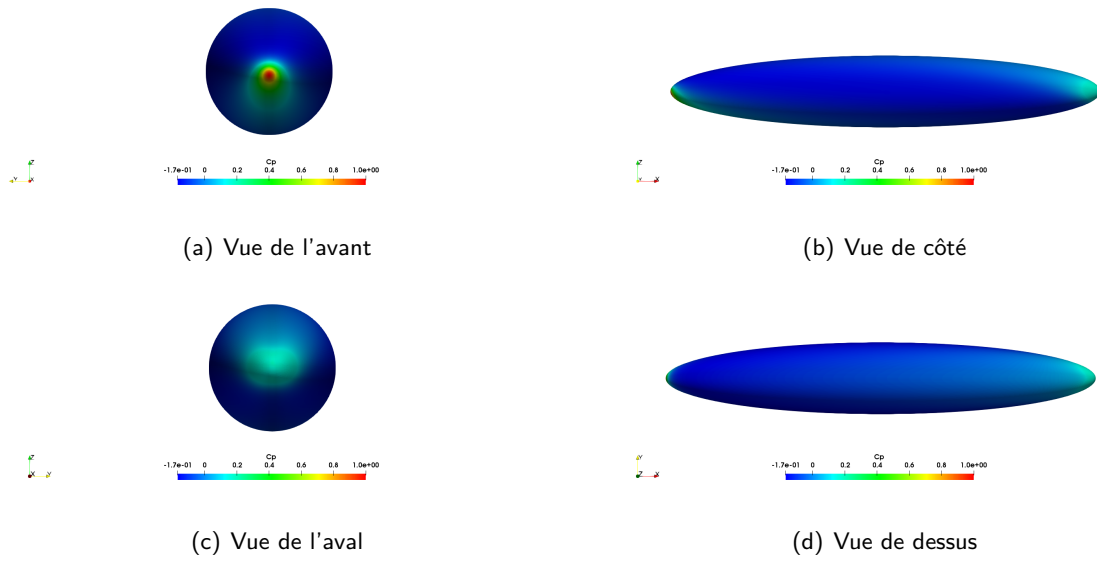 Cp
-1.7e-01 0 0.2 0.4 0.6 0.8 1.0e+00
Z
Y X
(a) Vue de l'avant
Cp
-1.7e-01 0 0.2 0.4 0.6 0.8 1.0e+00
Z
Y X
(b) Vue de côté
Cp
-1.7e-01 0 0.2 0.4 0.6 0.8 1.0e+00
Z
X Y
(c) Vue de l'aval
Cp
-1.7e-01 0 0.2 0.4 0.6 0.8 1.0e+00
Y
Z X
(d) Vue de dessus